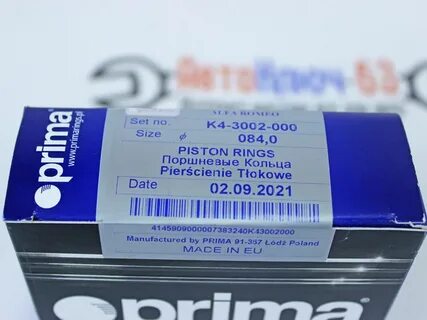 АвтоКлюч-63
ALFA ROMEO
Set no. K4-3002-000
Size ø 084,0
PISTON RINGS
Поршневые Кольца
Pierścienie Tłokowe
Date 02.09.2021
4145909000007383240K43002000
Manufactured by PRIMA 91-357 Łódź Poland
MADE IN EU
prima
www.primarings.pl
prima